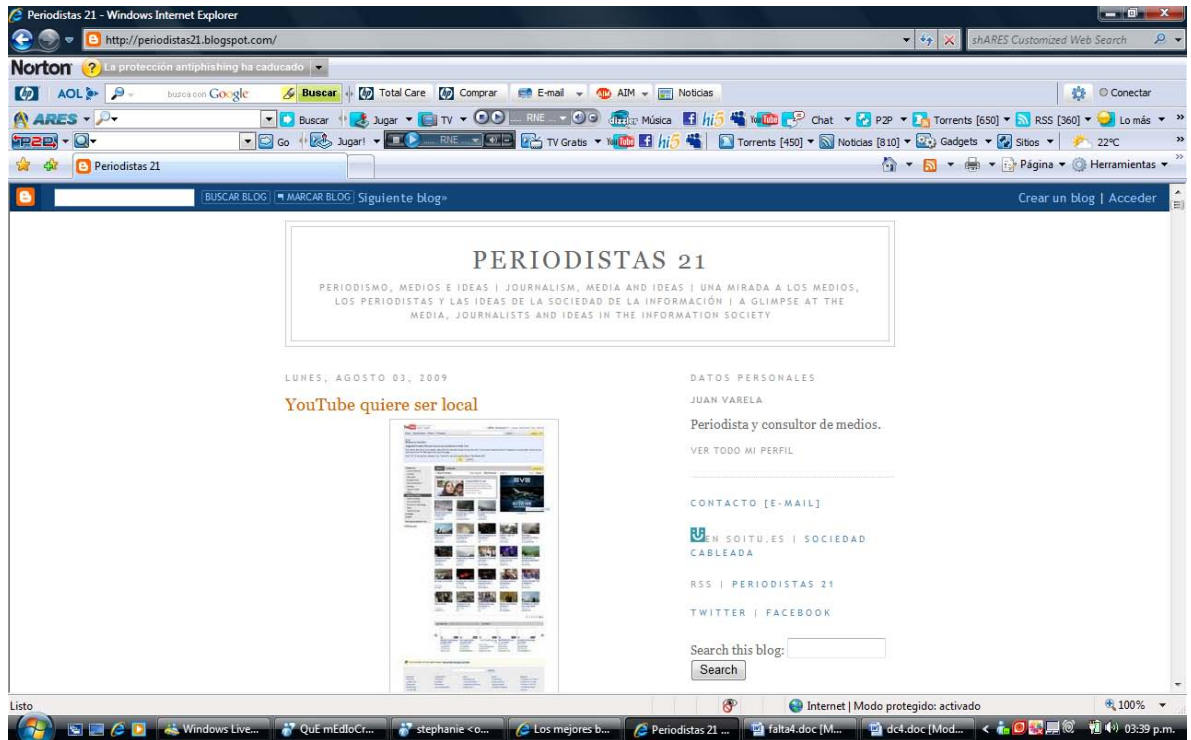 Periodistas 21 - Windows Internet Explorer
http://periodistas21.blogspot.com/
shARES Customized Web Search
Norton La protección antiphishing ha caducado
AOL busca con Google Buscar Total Care Comprar E-mail AIM Noticias Conectar
ARES Buscar Jugar TV ... RNE ... Música hi5 YouTube Chat P2P Torrents [650] RSS [360] Lo más
P2P Go Jugar! ... RNE ... TV Gratis YouTube hi5 Torrents [450] Noticias [810] Gadgets Sitios 22ºC
Periodistas 21 Página Herramientas
BUSCAR BLOG MARCAR BLOG Siguiente blog» Crear un blog | Acceder
PERIODISTAS 21
PERIODISMO, MEDIOS E IDEAS | JOURNALISM, MEDIA AND IDEAS | UNA MIRADA A LOS MEDIOS,
LOS PERIODISTAS Y LAS IDEAS DE LA SOCIEDAD DE LA INFORMACIÓN | A GLIMPSE AT THE
MEDIA, JOURNALISTS AND IDEAS IN THE INFORMATION SOCIETY
LUNES, AGOSTO 03, 2009
YouTube quiere ser local
DATOS PERSONALES
JUAN VARELA
Periodista y consultor de medios.
VER TODO MI PERFIL
CONTACTO [E-MAIL]
EN SOITU.ES | SOCIEDAD
CABLEADA
RSS | PERIODISTAS 21
TWITTER | FACEBOOK
Search this blog:
Search
Listo Internet | Modo protegido: activado 100%
Windows Live... QuE mEdIoCr... stephanie <o... Los mejores b... Periodistas 21 ... falta4.doc [M... dc4.doc [Mod... 03:39 p.m.